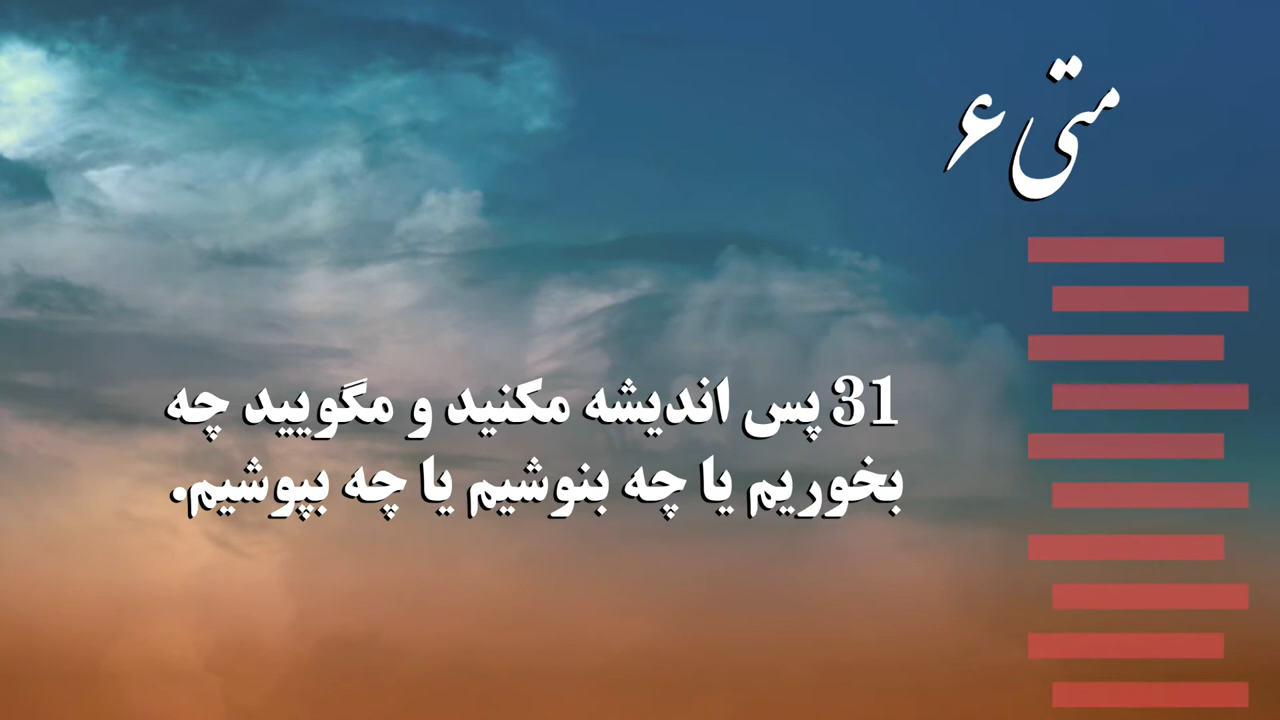 متی ۶
31 پس اندیشه مکنید و مگویید چه
بخوریم یا چه بنوشیم یا چه بپوشیم.